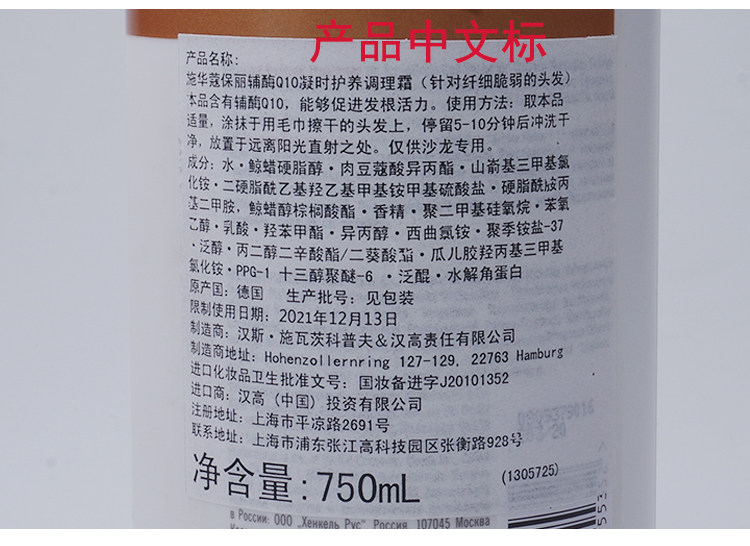 产品中文标
产品名称:
施华蔻保丽辅酶Q10凝时护养调理霜（针对纤细脆弱的头发）
本品含有辅酶Q10，能够促进发根活力。使用方法：取本品
适量，涂抹于用毛巾擦干的头发上，停留5-10分钟后冲洗干
净，放置于远离阳光直射之处。仅供沙龙专用。
成分：水·鲸蜡硬脂醇·肉豆蔻酸异丙酯·山嵛基三甲基氯
化铵·二硬脂酰乙基羟乙基甲基铵甲基硫酸盐·硬脂酰胺丙
基二甲胺，鲸蜡醇棕榈酸酯·香精·聚二甲基硅氧烷·苯氧
乙醇·乳酸·羟苯甲酯·异丙醇·西曲氯铵·聚季铵盐-37
·泛醇·丙二醇二辛酸酯/二葵酸酯·瓜儿胶羟丙基三甲基
氯化铵·PPG-1 十三醇聚醚-6 ·泛醌·水解角蛋白
原产国：德国 生产批号：见包装
限制使用日期：2021年12月13日
制造商：汉斯·施瓦茨科普夫＆汉高责任有限公司
制造商地址：Hohenzollernring 127-129, 22763 Hamburg
进口化妆品卫生批准文号：国妆备进字J20101352
进口商：汉高（中国）投资有限公司
注册地址：上海市平凉路2691号
联系地址：上海市浦东张江高科技园区张衡路928号
净含量：750mL
(1305725)
в России: ООО „Хенкель Рус“ Россия, 107045 Москва